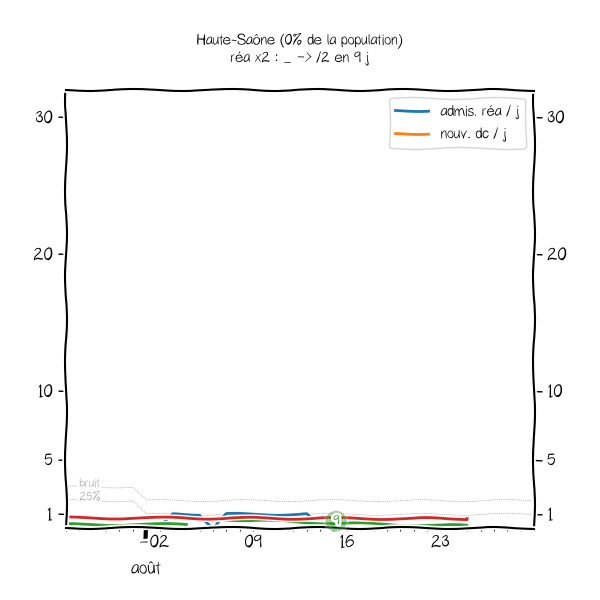 Haute-Saône (0% de la population)
réa x2 : _ -> /2 en 9 j
admis. réa / j
nouv. dc / j
30
30
20
20
10
10
5
5
bruit
25%
1
1
9
02
09
16
23
août